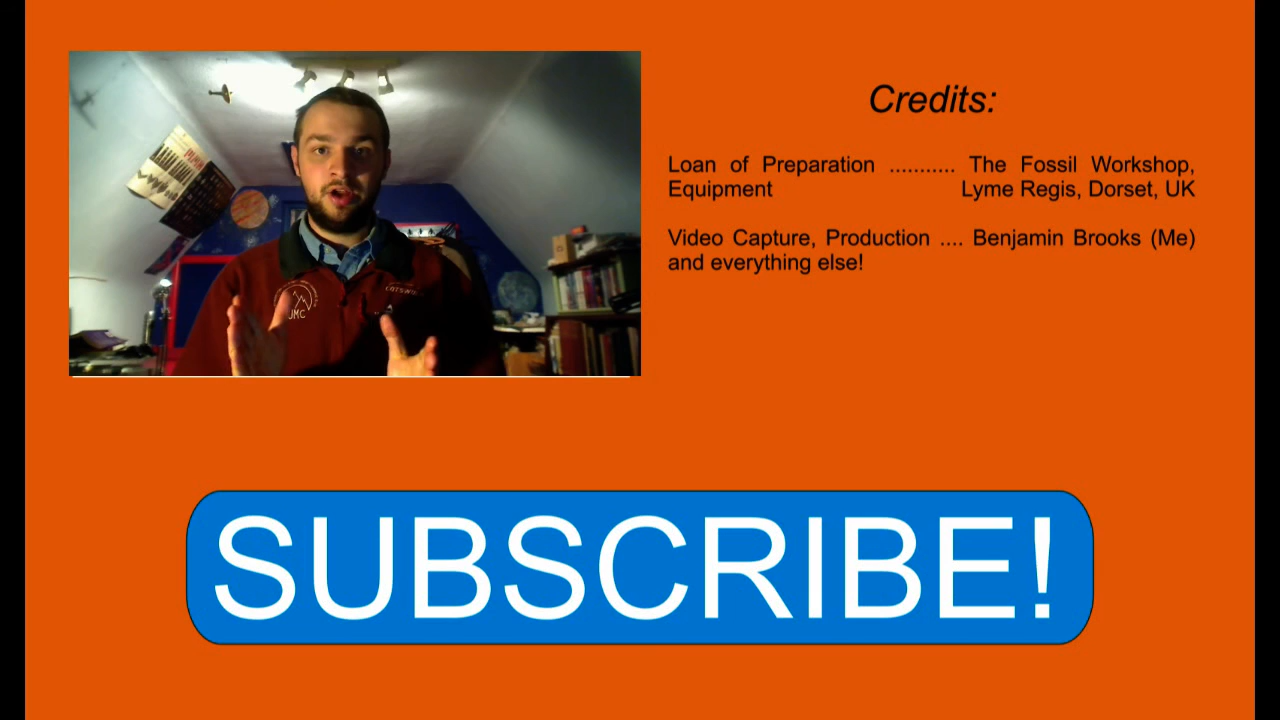 Credits:
Loan of Preparation ........... The Fossil Workshop,
Equipment Lyme Regis, Dorset, UK
Video Capture, Production .... Benjamin Brooks (Me)
and everything else!
SUBSCRIBE!